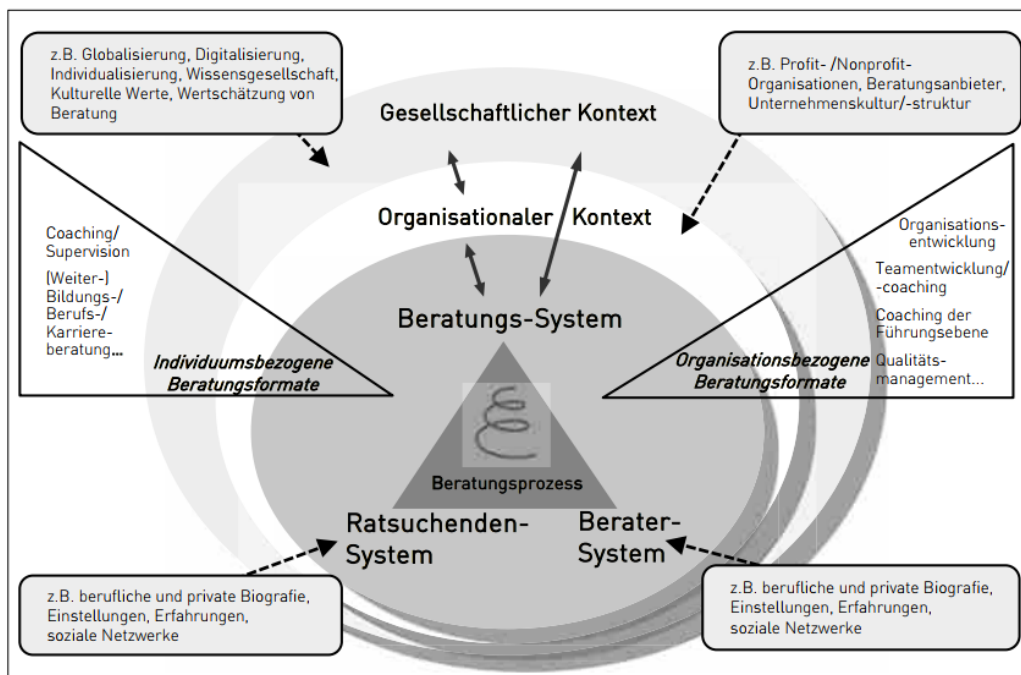 z.B. Globalisierung, Digitalisierung,
Individualisierung, Wissensgesellschaft,
Kulturelle Werte, Wertschätzung von
Beratung
z.B. Profit- /Nonprofit-
Organisationen, Beratungsanbieter,
Unternehmenskultur/-struktur
Gesellschaftlicher Kontext
Organisationaler Kontext
Beratungs-System
Coaching/
Supervision
(Weiter-)
Bildungs-/
Berufs-/
Karriere-
beratung...
Individuumsbezogene
Beratungsformate
Organisations-
entwicklung
Teamentwicklung/
-coaching
Coaching der
Führungsebene
Qualitäts-
management...
Organisationsbezogene
Beratungsformate
Beratungsprozess
Ratsuchenden-
System
Berater-
System
z.B. berufliche und private Biografie,
Einstellungen, Erfahrungen,
soziale Netzwerke
z.B. berufliche und private Biografie,
Einstellungen, Erfahrungen,
soziale Netzwerke